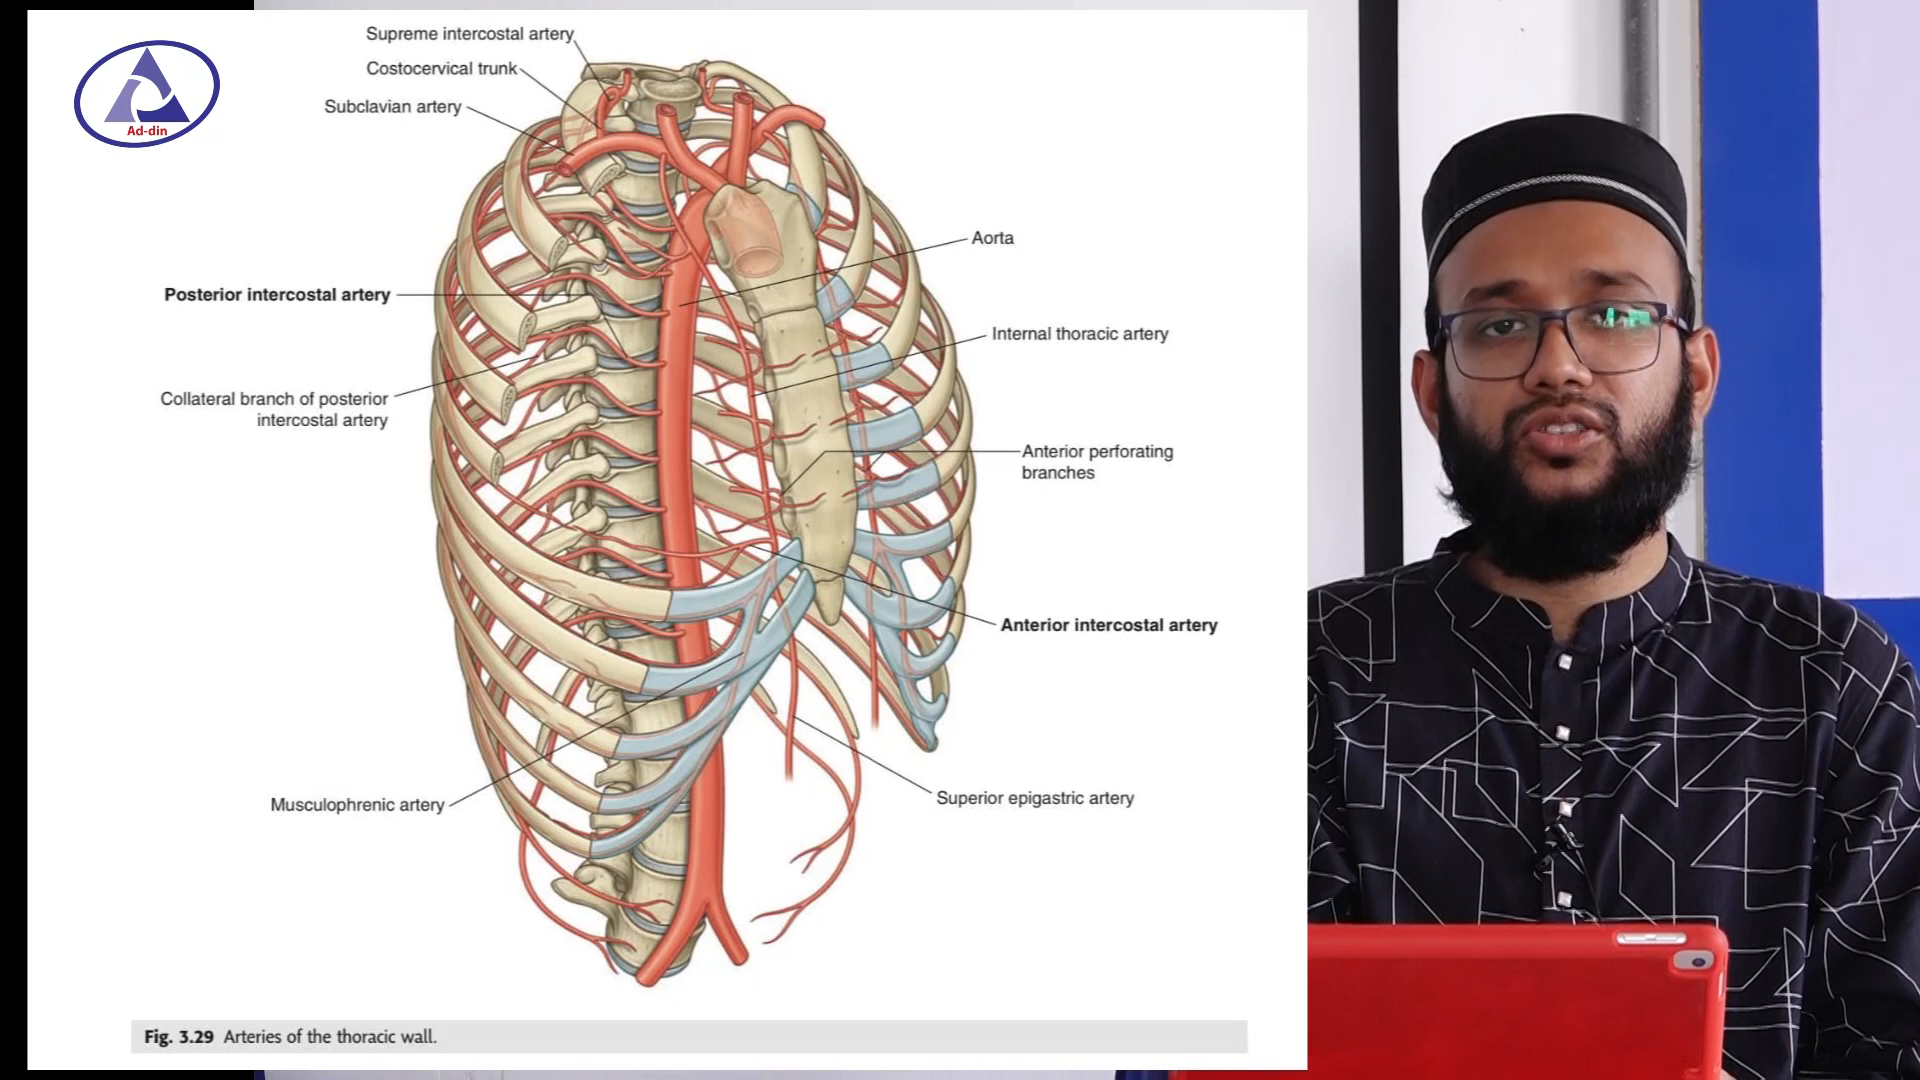 Supreme intercostal artery
Costocervical trunk
Subclavian artery
Ad-din
Aorta
Posterior intercostal artery
Internal thoracic artery
Collateral branch of posterior
intercostal artery
Anterior perforating
branches
Anterior intercostal artery
Musculophrenic artery
Superior epigastric artery
Fig. 3.29 Arteries of the thoracic wall.